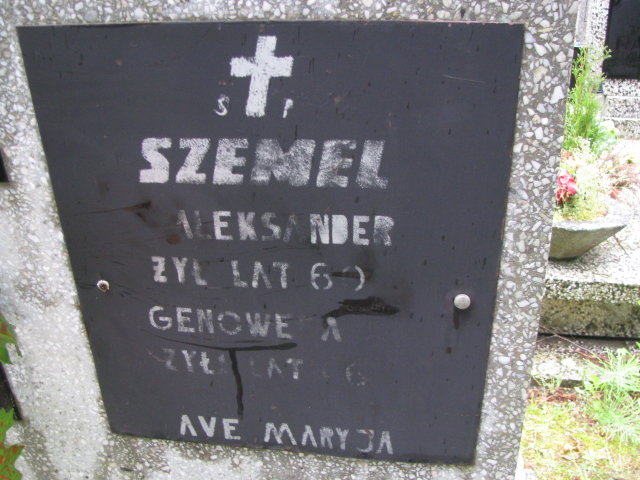 S P
SZEMEL
ALEKSANDER
ŻYŁ LAT
GENOWEFA
ŻYŁA LAT
AVE MARYJA